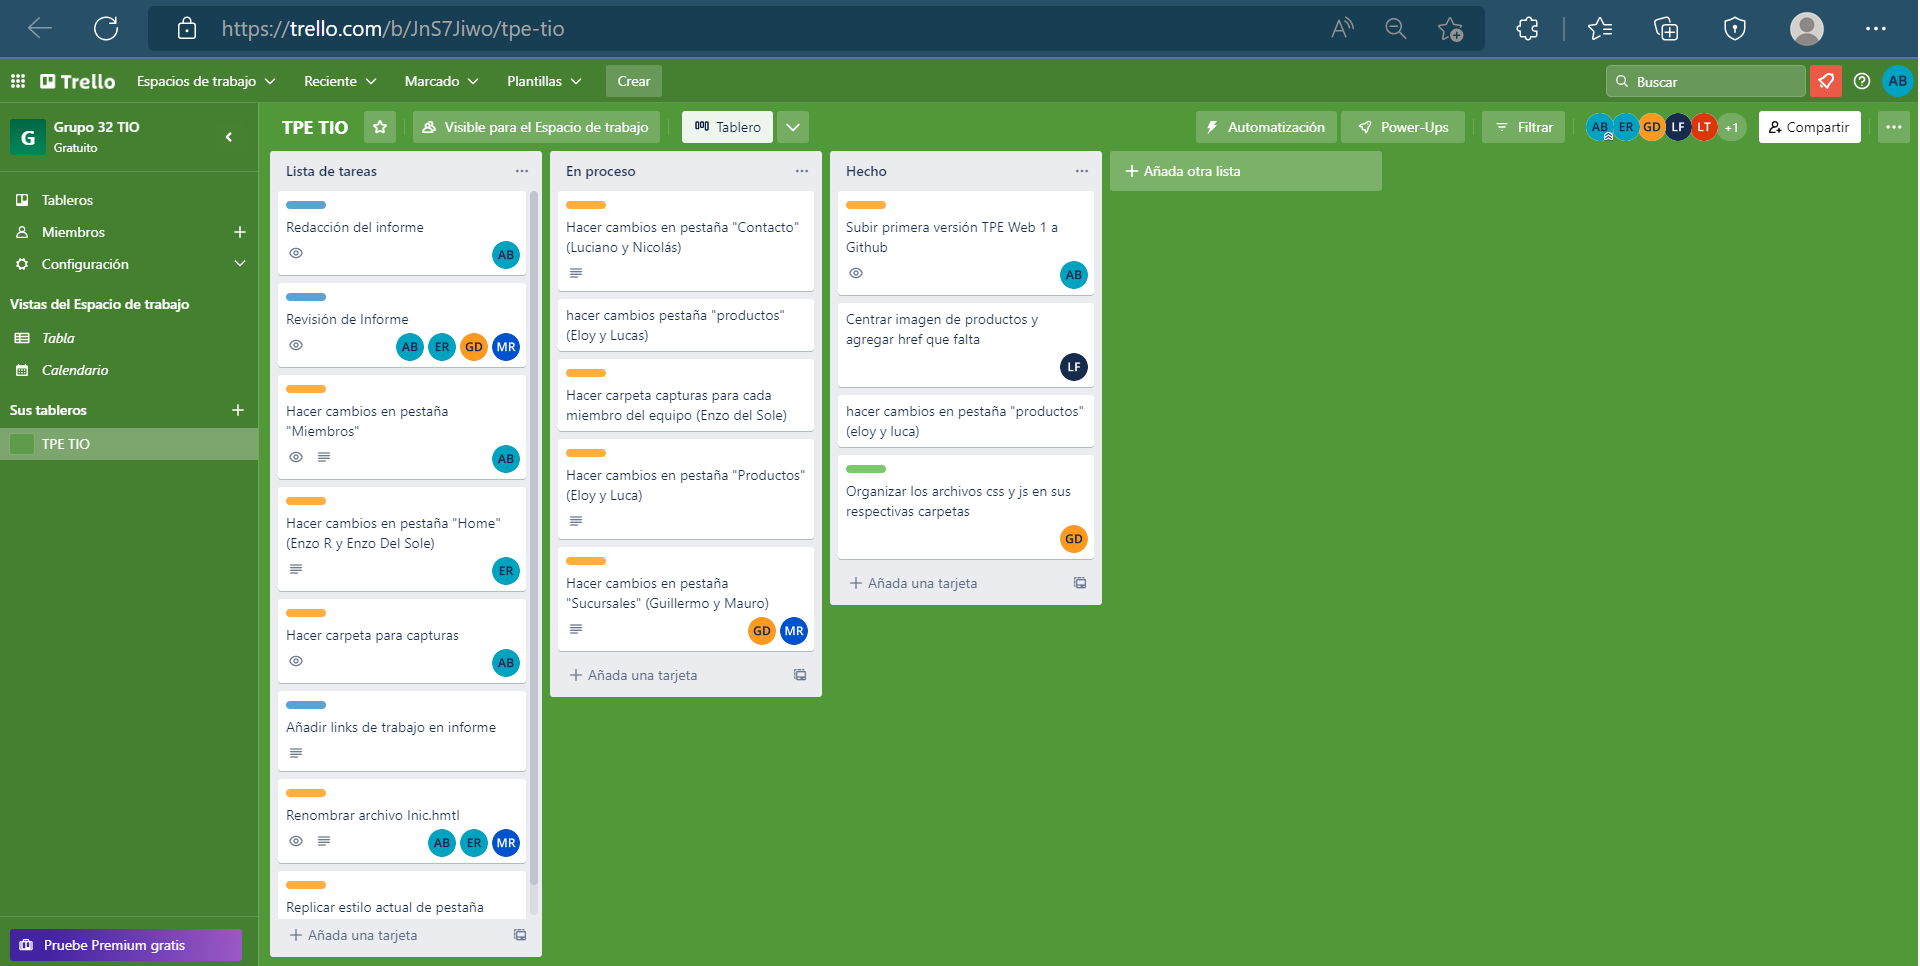 https://trello.com/b/JnS7Jiwo/tpe-tio
Trello Espacios de trabajo Reciente Marcado Plantillas Crear Buscar AB
G Grupo 32 TIO
Gratuito
Tableros
Miembros
Configuración
Vistas del Espacio de trabajo
Tabla
Calendario
Sus tableros
TPE TIO
Pruebe Premium gratis
TPE TIO Visible para el Espacio de trabajo Tablero Automatización Power-Ups Filtrar AB ER GD LF LT +1 Compartir
Lista de tareas
Redacción del informe
AB
Revisión de Informe
AB ER GD MR
Hacer cambios en pestaña
"Miembros"
AB
Hacer cambios en pestaña "Home"
(Enzo R y Enzo Del Sole)
ER
Hacer carpeta para capturas
AB
Añadir links de trabajo en informe
Renombrar archivo Inic.hmtl
AB ER MR
Replicar estilo actual de pestaña
Añada una tarjeta
En proceso
Hacer cambios en pestaña "Contacto"
(Luciano y Nicolás)
hacer cambios pestaña "productos"
(Eloy y Lucas)
Hacer carpeta capturas para cada
miembro del equipo (Enzo del Sole)
Hacer cambios en pestaña "Productos"
(Eloy y Luca)
Hacer cambios en pestaña
"Sucursales" (Guillermo y Mauro)
GD MR
Añada una tarjeta
Hecho
Subir primera versión TPE Web 1 a
Github
AB
Centrar imagen de productos y
agregar href que falta
LF
hacer cambios en pestaña "productos"
(eloy y luca)
Organizar los archivos css y js en sus
respectivas carpetas
GD
Añada una tarjeta
Añada otra lista